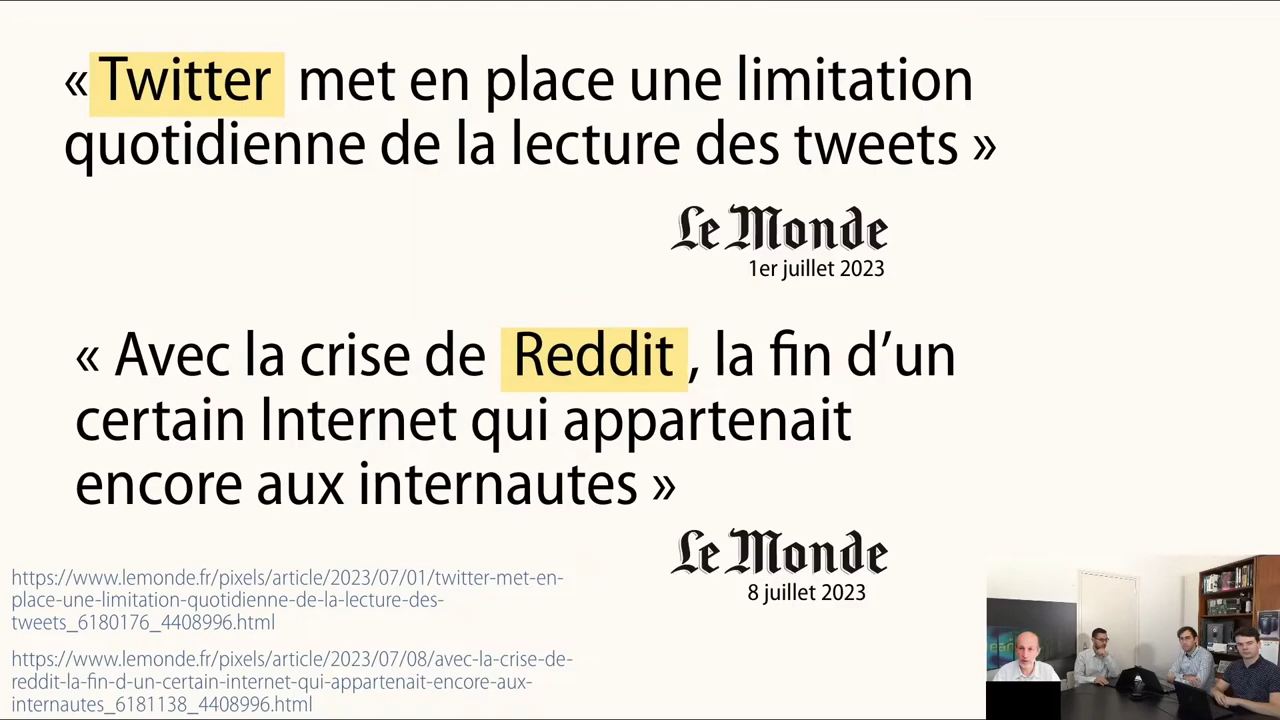 « Twitter met en place une limitation
quotidienne de la lecture des tweets »
Le Monde
1er juillet 2023
« Avec la crise de Reddit, la fin d’un
certain Internet qui appartenait
encore aux internautes »
Le Monde
8 juillet 2023
https://www.lemonde.fr/pixels/article/2023/07/01/twitter-met-en-
place-une-limitation-quotidienne-de-la-lecture-des-
tweets_6180176_4408996.html
https://www.lemonde.fr/pixels/article/2023/07/08/avec-la-crise-de-
reddit-la-fin-d-un-certain-internet-qui-appartenait-encore-aux-
internautes_6181138_4408996.html